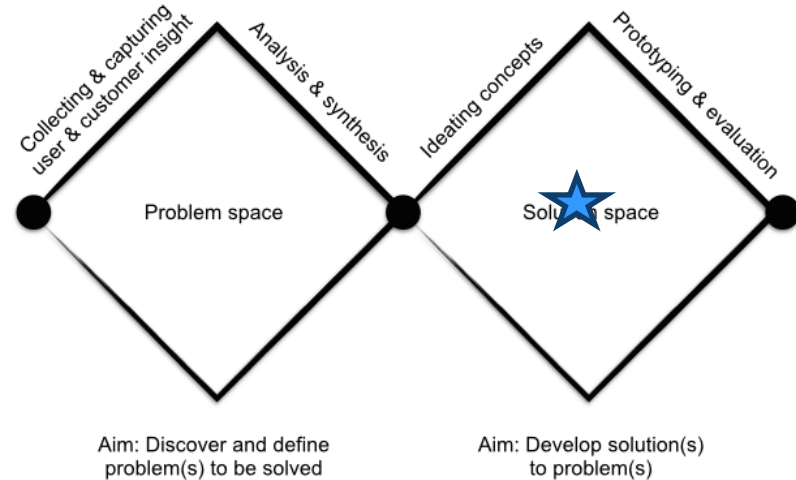 Collecting & capturing
user & customer insight
Analysis & synthesis
Ideating concepts
Prototyping & evaluation
Problem space
space
Aim: Discover and define
problem(s) to be solved
Aim: Develop solution(s)
to problem(s)